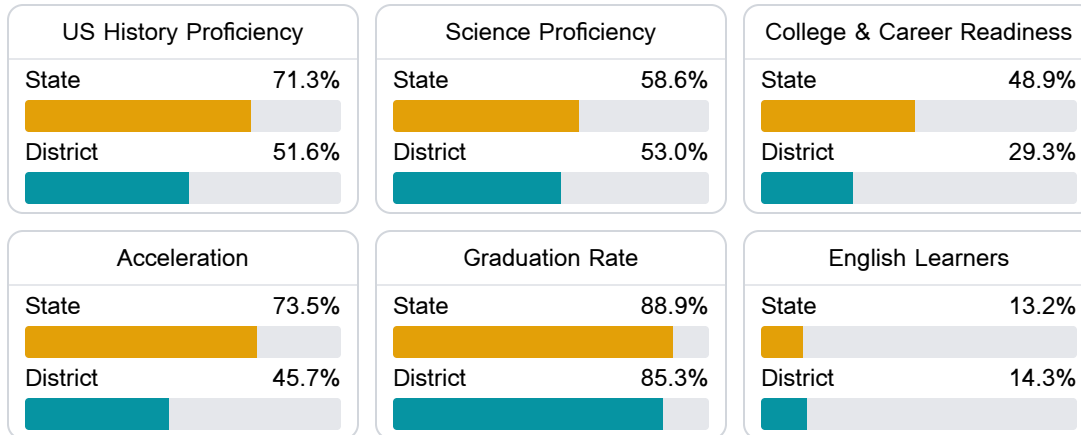 US History Proficiency
State 71.3%
District 51.6%
Science Proficiency
State 58.6%
District 53.0%
College & Career Readiness
State 48.9%
District 29.3%
Acceleration
State 73.5%
District 45.7%
Graduation Rate
State 88.9%
District 85.3%
English Learners
State 13.2%
District 14.3%